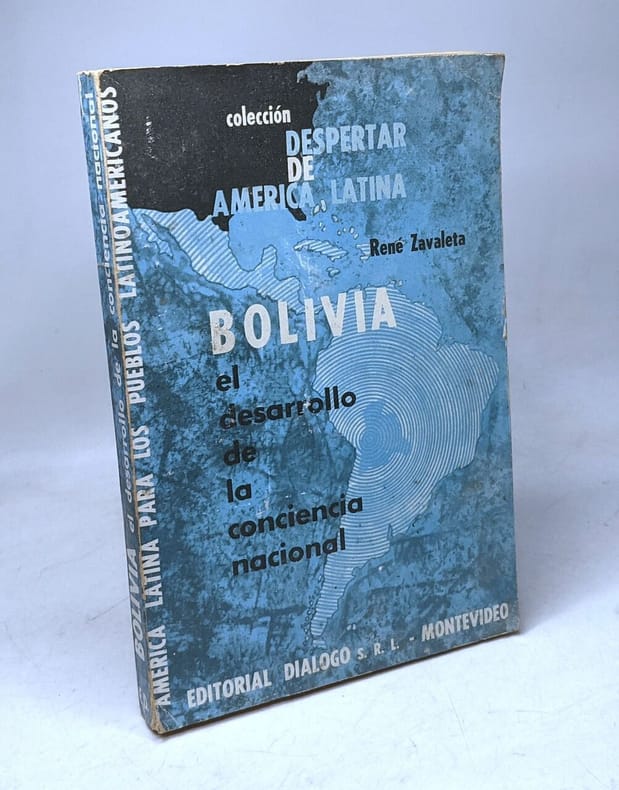 colección
DESPERTAR
DE
AMERICA LATINA
René Zavaleta
BOLIVIA
el
desarrollo
de
la
conciencia
nacional
EDITORIAL DIALOGO S. R. L. - MONTEVIDEO
AMERICA LATINA PARA LOS PUEBLOS LATINOAMERICANOS
BOLIVIA el desarrollo de la conciencia nacional